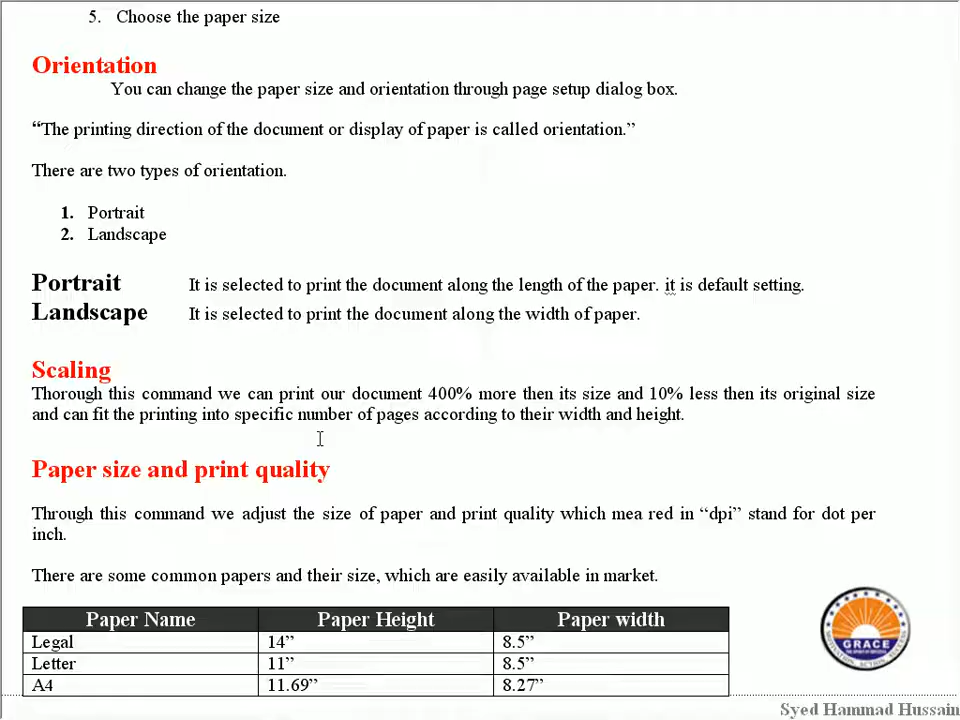 5. Choose the paper size
Orientation
You can change the paper size and orientation through page setup dialog box.
“The printing direction of the document or display of paper is called orientation.”
There are two types of orientation.
1. Portrait
2. Landscape
Portrait It is selected to print the document along the length of the paper. it is default setting.
Landscape It is selected to print the document along the width of paper.
Scaling
Thorough this command we can print our document 400% more then its size and 10% less then its original size
and can fit the printing into specific number of pages according to their width and height.
Paper size and print quality
Through this command we adjust the size of paper and print quality which mea red in “dpi” stand for dot per
inch.
There are some common papers and their size, which are easily available in market.
Paper Name Paper Height Paper width
Legal 14” 8.5”
Letter 11” 8.5”
A4 11.69” 8.27”
GRACE
Syed Hammad Hussain